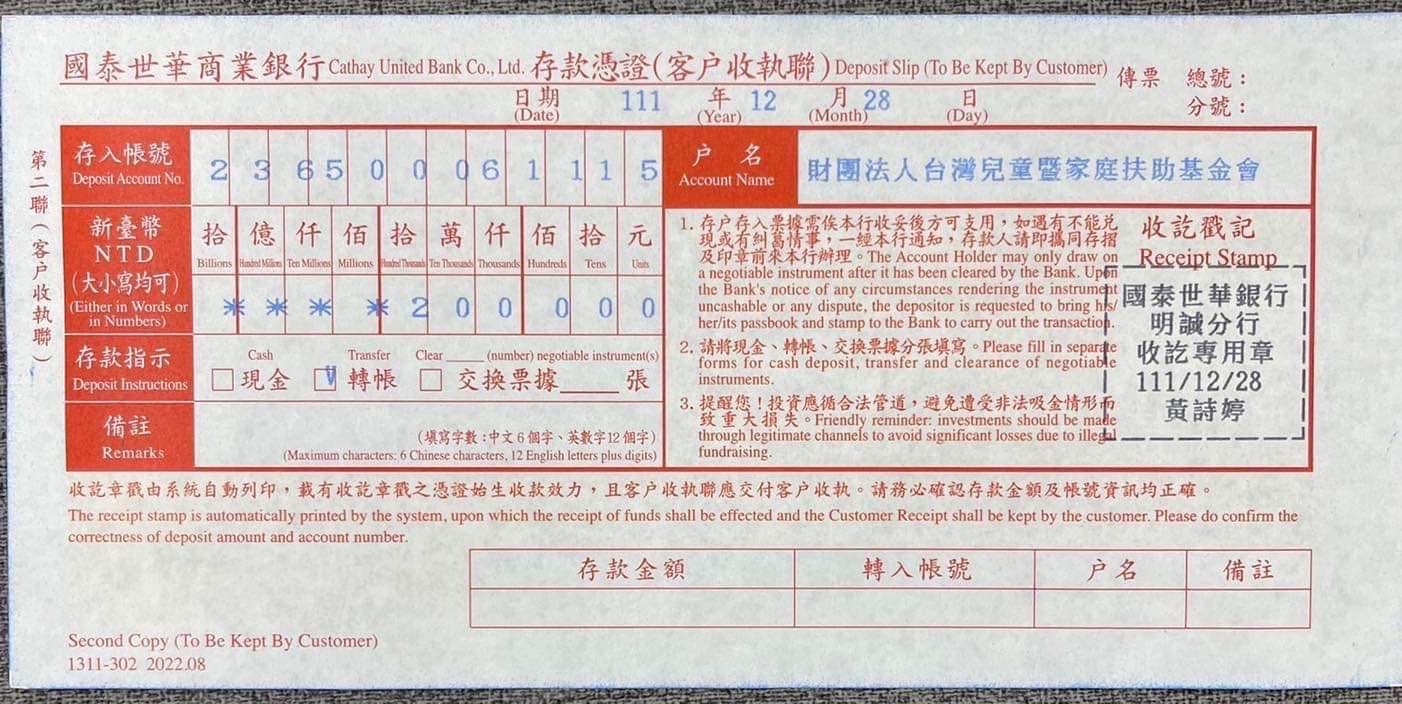 國泰世華商業銀行 Cathay United Bank Co., Ltd. 存款憑證(客户收執聯) Deposit Slip (To Be Kept By Customer) 傳票 總號:
日期 111 年 12 月 28 日 分號:
(Date) (Year) (Month) (Day)
第二聯(客户收執聯)
存入帳號 2 3 6 5 0 0 0 6 1 1 1 5
Deposit Account No.
户名 財團法人台灣兒童暨家庭扶助基金會
Account Name
新臺幣
NTD
(大小寫均可)
(Either in Words or
in Numbers)
拾 億 仟 佰 拾 萬 仟 佰 拾 元
Billions Hundred Millions Ten Millions Millions Hundred Thousands Ten Thousands Thousands Hundreds Tens Units
* * * * 2 0 0 0 0 0
存款指示
Deposit Instructions
Cash Transfer Clear ____ (number) negotiable instrument(s)
□ 現金 ☑ 轉帳 □ 交換票據____張
備註
Remarks
(填寫字數:中文6個字、英數字12個字)
(Maximum characters: 6 Chinese characters, 12 English letters plus digits)
1. 存户存入票據需俟本行收妥後方可支用,如遇有不能兌
現或有糾葛情事,一經本行通知,存款人請即攜同存摺
及印章前來本行辦理。The Account Holder may only draw on
a negotiable instrument after it has been cleared by the Bank. Upon
the Bank's notice of any circumstances rendering the instrument
uncashable or any dispute, the depositor is requested to bring his/
her/its passbook and stamp to the Bank to carry out the transaction.
2. 請將現金、轉帳、交換票據分張填寫。Please fill in separate
forms for cash deposit, transfer and clearance of negotiable
instruments.
3. 提醒您!投資應循合法管道,避免遭受非法吸金情形而
致重大損失。Friendly reminder: investments should be made
through legitimate channels to avoid significant losses due to illegal
fundraising.
收訖戳記
Receipt Stamp
國泰世華銀行
明誠分行
收訖專用章
111/12/28
黃詩婷
收訖章戳由系統自動列印,載有收訖章戳之憑證始生收款效力,且客户收執聯應交付客户收執。請務必確認存款金額及帳號資訊均正確。
The receipt stamp is automatically printed by the system, upon which the receipt of funds shall be effected and the Customer Receipt shall be kept by the customer. Please do confirm the
correctness of deposit amount and account number.
存款金額 轉入帳號 户名 備註
Second Copy (To Be Kept By Customer)
1311-302 2022.08